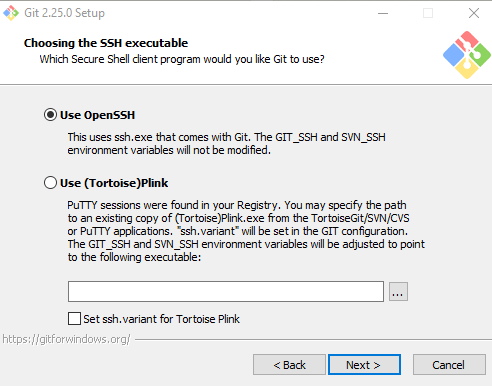 Git 2.25.0 Setup
Choosing the SSH executable
Which Secure Shell client program would you like Git to use?
Use OpenSSH
This uses ssh.exe that comes with Git. The GIT_SSH and SVN_SSH
environment variables will not be modified.
Use (Tortoise)Plink
PuTTY sessions were found in your Registry. You may specify the path
to an existing copy of (Tortoise)Plink.exe from the TortoiseGit/SVN/CVS
or PuTTY applications. "ssh.variant" will be set in the GIT configuration.
The GIT_SSH and SVN_SSH environment variables will be adjusted to point
to the following executable:
...
Set ssh.variant for Tortoise Plink
https://gitforwindows.org/
< Back Next > Cancel